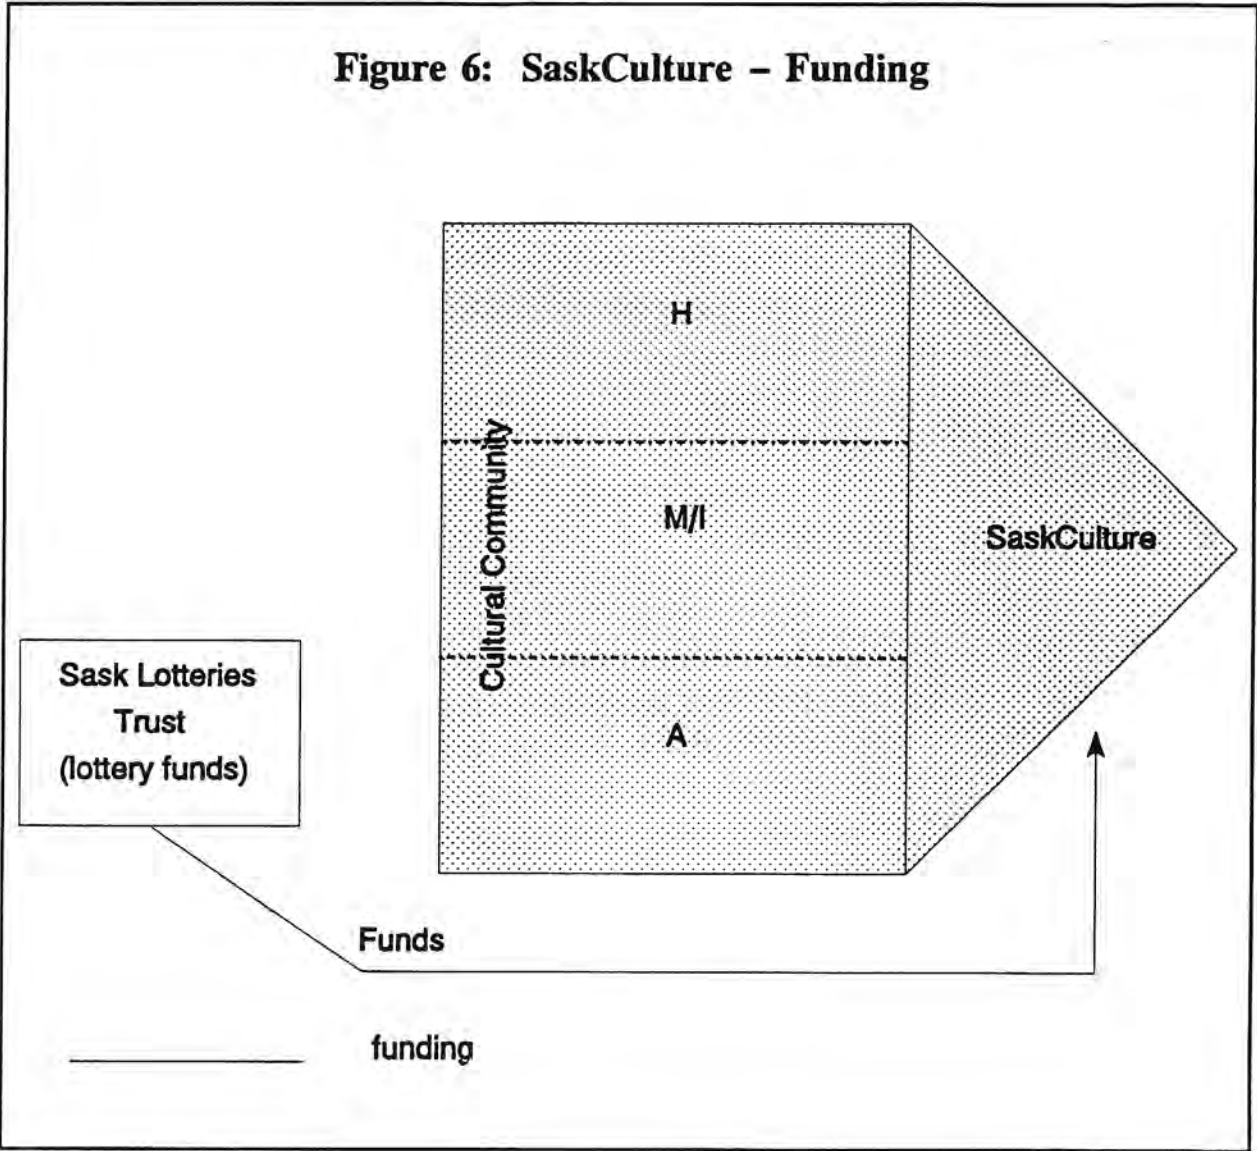 Figure 6: SaskCulture – Funding
H
Cultural Community
M/I
SaskCulture
A
Sask Lotteries
Trust
(lottery funds)
Funds
funding